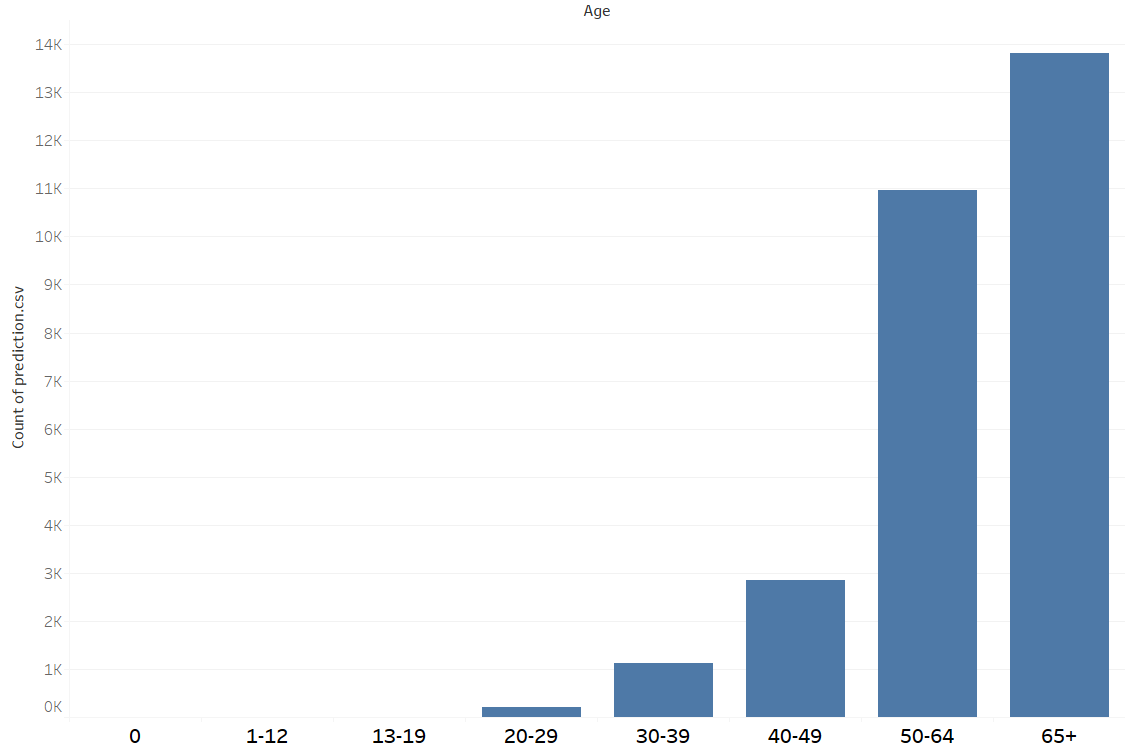 Age
14K
13K
12K
11K
10K
9K
8K
7K
6K
5K
4K
3K
2K
1K
0K
Count of prediction.csv
0 1-12 13-19 20-29 30-39 40-49 50-64 65+